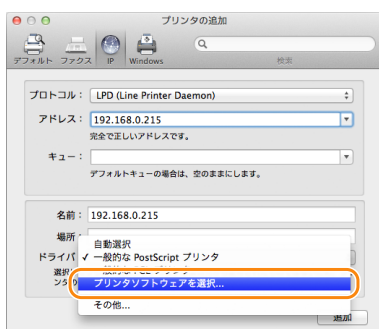 プリンタの追加
デフォルト ファクス IP Windows 検索
プロトコル： LPD (Line Printer Daemon)
アドレス： 192.168.0.215
完全で正しいアドレスです。
キュー：
デフォルトキューの場合は、空のままにします。
名前： 192.168.0.215
場所：
自動選択
ドライバ ✓ 一般的な PostScript プリンタ
選択
プリンタソフトウェアを選択...
ンタの
その他...
追加